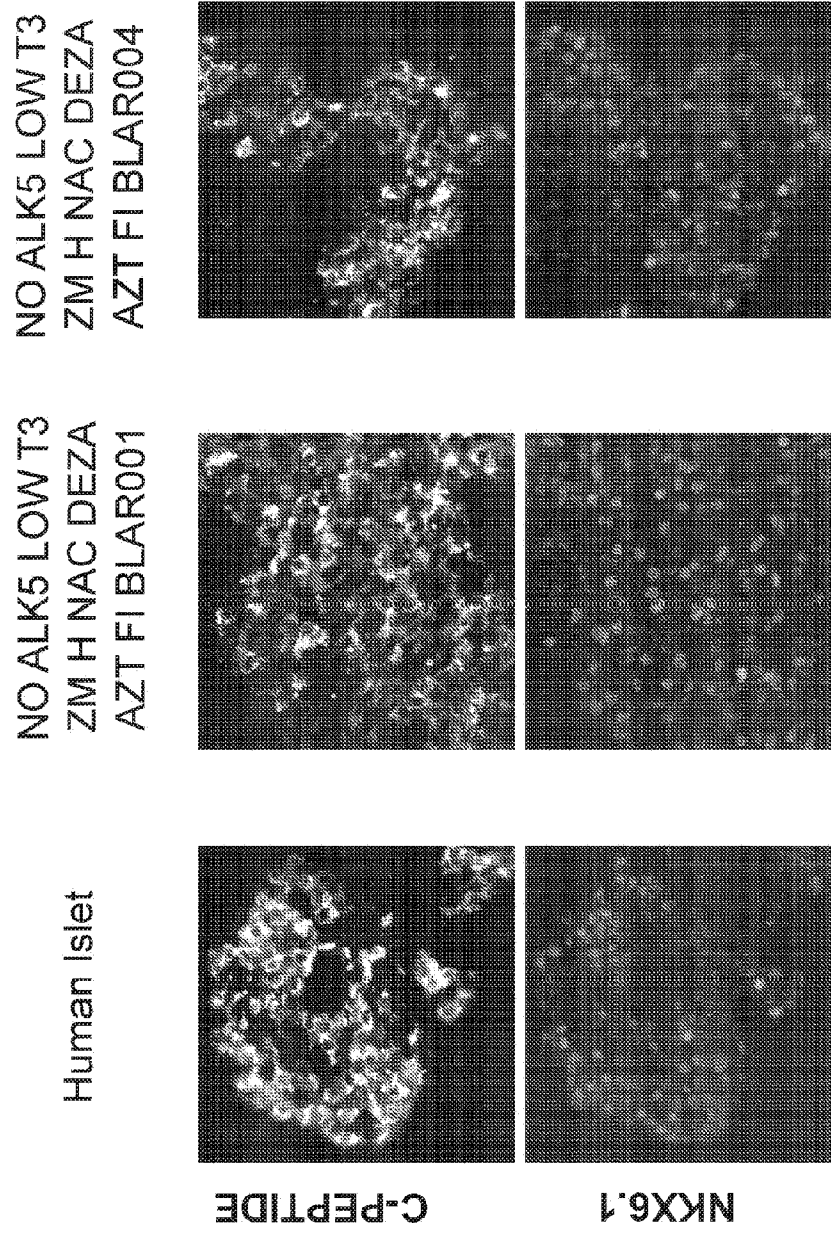 Human Islet
NO ALK5 LOW T3
ZM H NAC DEZA
AZT FI BLAR001
NO ALK5 LOW T3
ZM H NAC DEZA
AZT FI BLAR004
C-PEPTIDE
NKX6.1